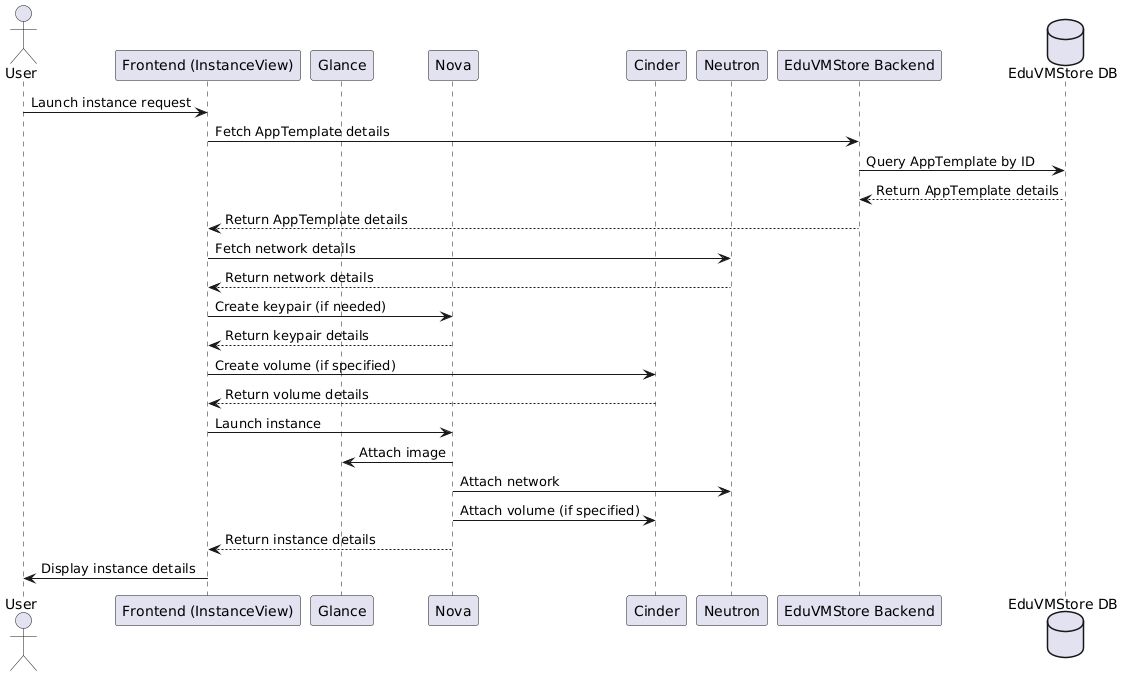 User
Frontend (InstanceView)
Glance
Nova
Cinder
Neutron
EduVMStore Backend
EduVMStore DB
Launch instance request
Fetch AppTemplate details
Query AppTemplate by ID
Return AppTemplate details
Return AppTemplate details
Fetch network details
Return network details
Create keypair (if needed)
Return keypair details
Create volume (if specified)
Return volume details
Launch instance
Attach image
Attach network
Attach volume (if specified)
Return instance details
Display instance details
User
Frontend (InstanceView)
Glance
Nova
Cinder
Neutron
EduVMStore Backend
EduVMStore DB